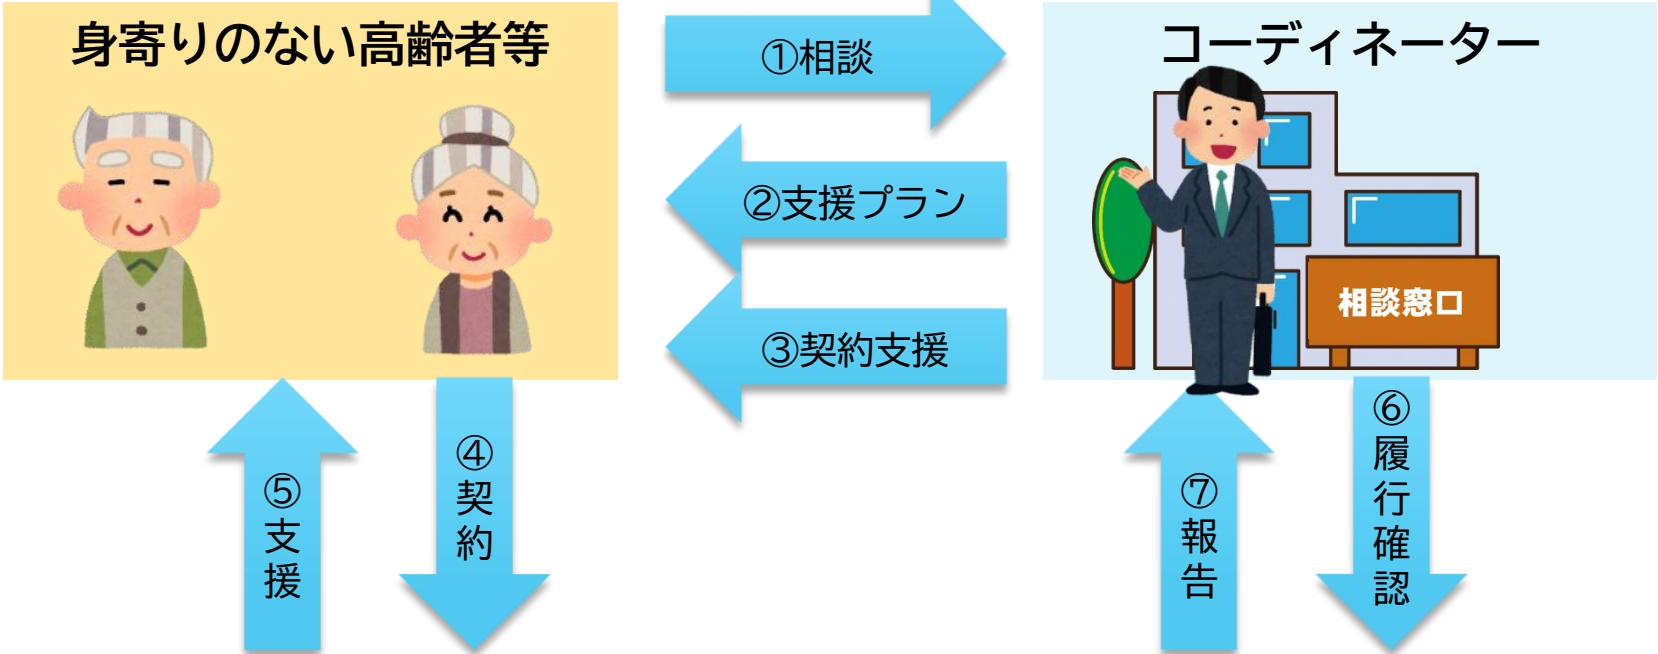 身寄りのない高齢者等
①相談
コーディネーター
②支援プラン
相談窓口
③契約支援
⑤支援
④契約
⑦報告
⑥履行確認